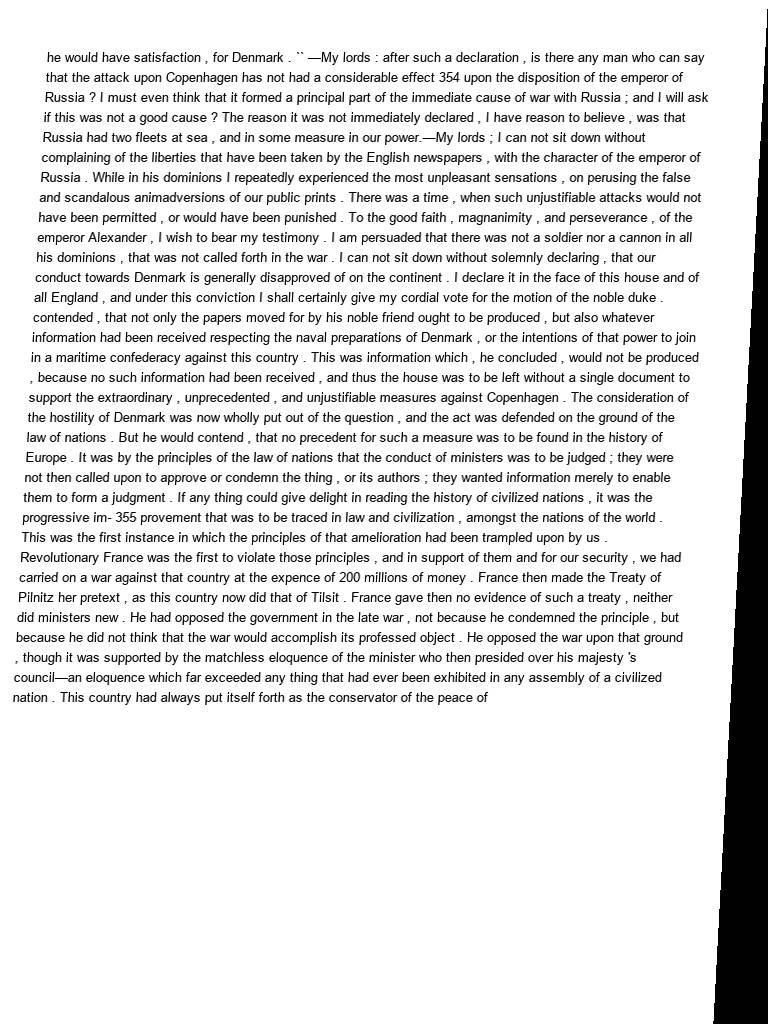 he would have satisfaction , for Denmark . `` —My lords : after such a declaration , is there any man who can say
that the attack upon Copenhagen has not had a considerable effect 354 upon the disposition of the emperor of
Russia ? I must even think that it formed a principal part of the immediate cause of war with Russia ; and I will ask
if this was not a good cause ? The reason it was not immediately declared , I have reason to believe , was that
Russia had two fleets at sea , and in some measure in our power.—My lords ; I can not sit down without
complaining of the liberties that have been taken by the English newspapers , with the character of the emperor of
Russia . While in his dominions I repeatedly experienced the most unpleasant sensations , on perusing the false
and scandalous animadversions of our public prints . There was a time , when such unjustifiable attacks would not
have been permitted , or would have been punished . To the good faith , magnanimity , and perseverance , of the
emperor Alexander , I wish to bear my testimony . I am persuaded that there was not a soldier nor a cannon in all
his dominions , that was not called forth in the war . I can not sit down without solemnly declaring , that our
conduct towards Denmark is generally disapproved of on the continent . I declare it in the face of this house and of
all England , and under this conviction I shall certainly give my cordial vote for the motion of the noble duke .
contended , that not only the papers moved for by his noble friend ought to be produced , but also whatever
information had been received respecting the naval preparations of Denmark , or the intentions of that power to join
in a maritime confederacy against this country . This was information which , he concluded , would not be produced
, because no such information had been received , and thus the house was to be left without a single document to
support the extraordinary , unprecedented , and unjustifiable measures against Copenhagen . The consideration of
the hostility of Denmark was now wholly put out of the question , and the act was defended on the ground of the
law of nations . But he would contend , that no precedent for such a measure was to be found in the history of
Europe . It was by the principles of the law of nations that the conduct of ministers was to be judged ; they were
not then called upon to approve or condemn the thing , or its authors ; they wanted information merely to enable
them to form a judgment . If any thing could give delight in reading the history of civilized nations , it was the
progressive im- 355 provement that was to be traced in law and civilization , amongst the nations of the world .
This was the first instance in which the principles of that amelioration had been trampled upon by us .
Revolutionary France was the first to violate those principles , and in support of them and for our security , we had
carried on a war against that country at the expence of 200 millions of money . France then made the Treaty of
Pilnitz her pretext , as this country now did that of Tilsit . France gave then no evidence of such a treaty , neither
did ministers new . He had opposed the government in the late war , not because he condemned the principle , but
because he did not think that the war would accomplish its professed object . He opposed the war upon that ground
, though it was supported by the matchless eloquence of the minister who then presided over his majesty 's
council—an eloquence which far exceeded any thing that had ever been exhibited in any assembly of a civilized
nation . This country had always put itself forth as the conservator of the peace of